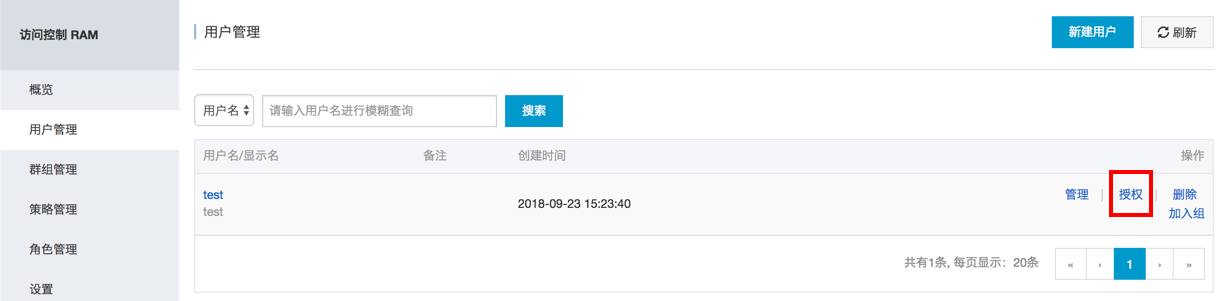 访问控制 RAM
概览
用户管理
群组管理
策略管理
角色管理
设置
用户管理
新建用户
刷新
用户名
请输入用户名进行模糊查询
搜索
用户名/显示名 备注 创建时间 操作
test
test
2018-09-23 15:23:40
管理 | 授权 | 删除
加入组
共有1条, 每页显示：20条
« ‹ 1 › »